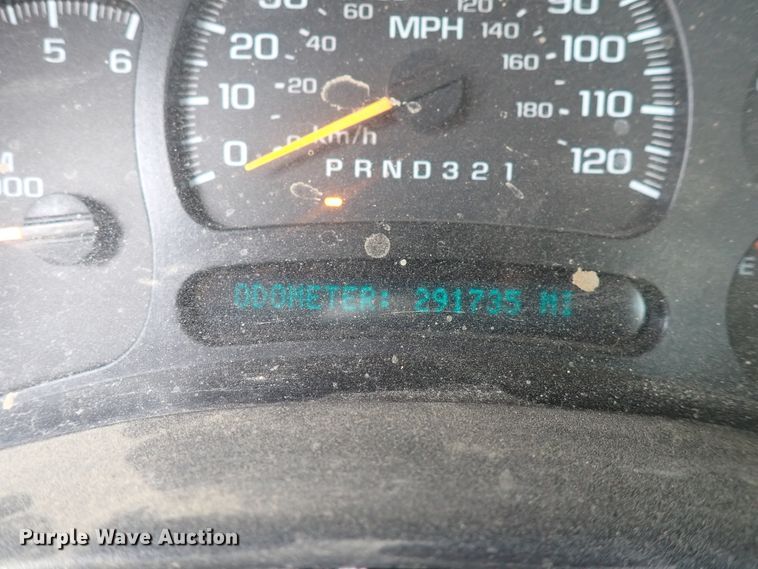 5 6
0 10 20 90 100 110 120
20 40 60 120 140 160 180
MPH
km/h
PRND321
000
E
ODOMETER: 291735 MI
Purple Wave Auction